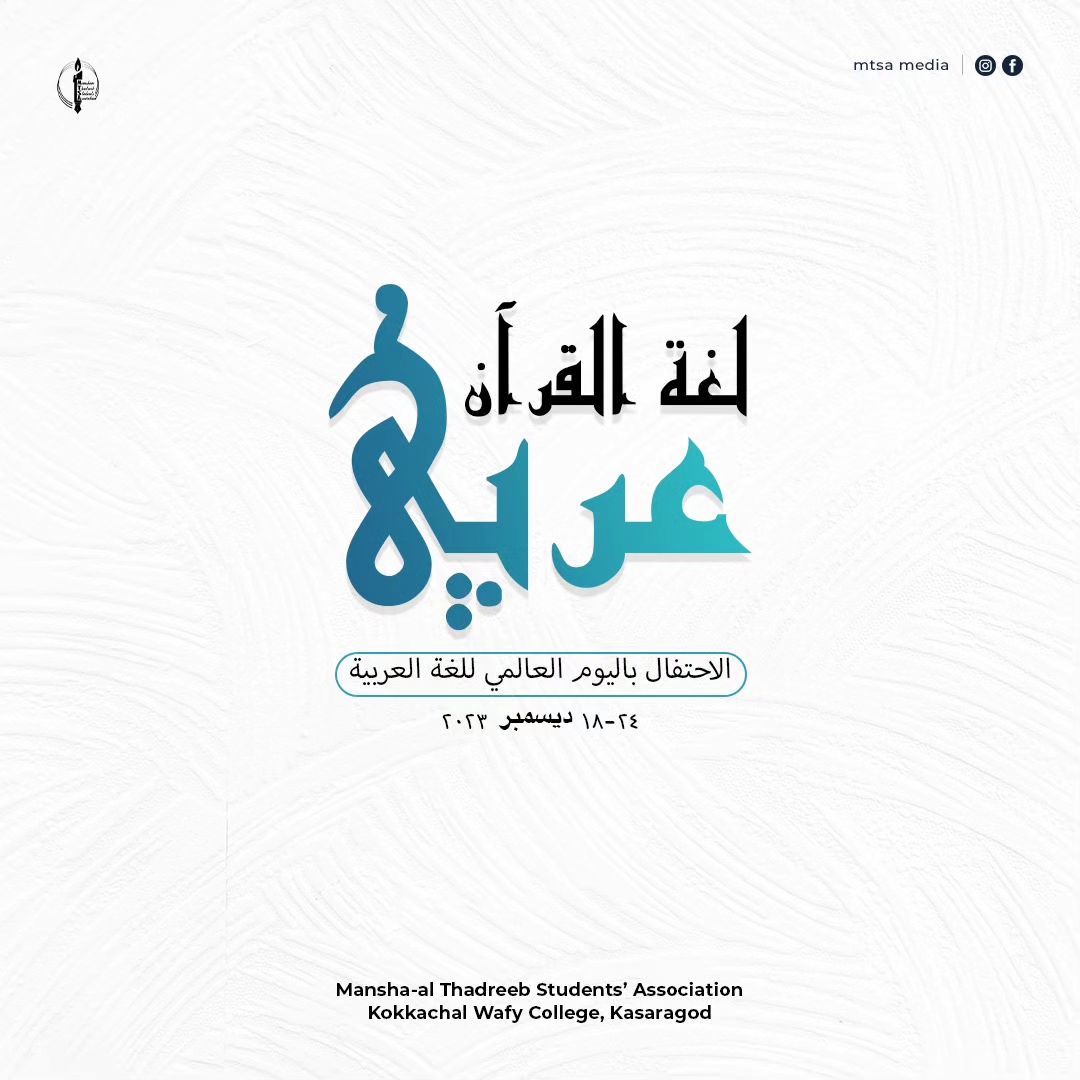 mtsa media
لغة القرآن
عربي
الاحتفال باليوم العالمي للغة العربية
١٨-٢٤ ديسمبر ٢٠٢٣
Mansha-al Thadreeb Students’ Association
Kokkachal Wafy College, Kasaragod